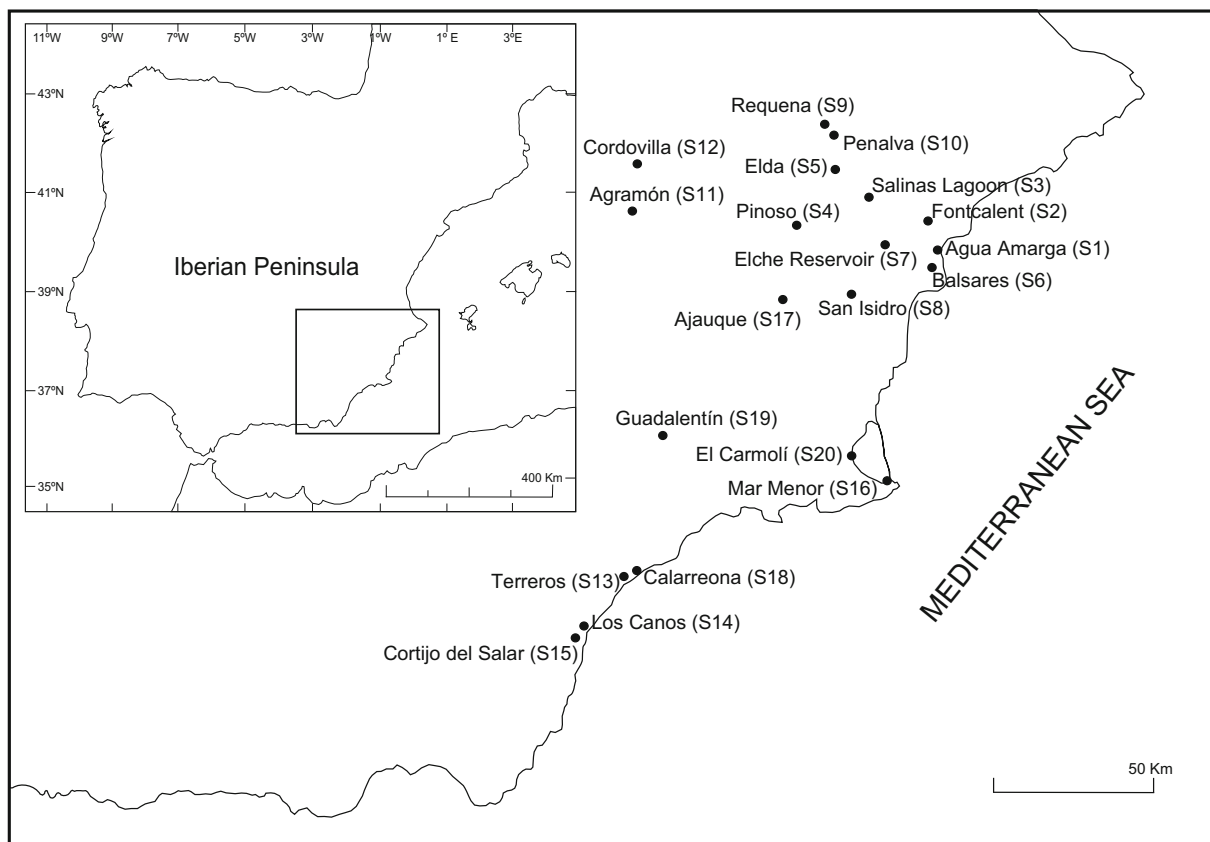 11°W 9°W 7°W 5°W 3°W 1°W 1° E 3°E
43°N
41°N
39°N
37°N
35°N
Iberian Peninsula
400 Km
Requena (S9)
Penalva (S10)
Cordovilla (S12)
Elda (S5)
Salinas Lagoon (S3)
Agramón (S11)
Pinoso (S4)
Fontcalent (S2)
Agua Amarga (S1)
Elche Reservoir (S7)
Balsares (S6)
San Isidro (S8)
Ajauque (S17)
MEDITERRANEAN SEA
Guadalentín (S19)
El Carmolí (S20)
Mar Menor (S16)
Terreros (S13)
Calarreona (S18)
Los Canos (S14)
Cortijo del Salar (S15)
50 Km